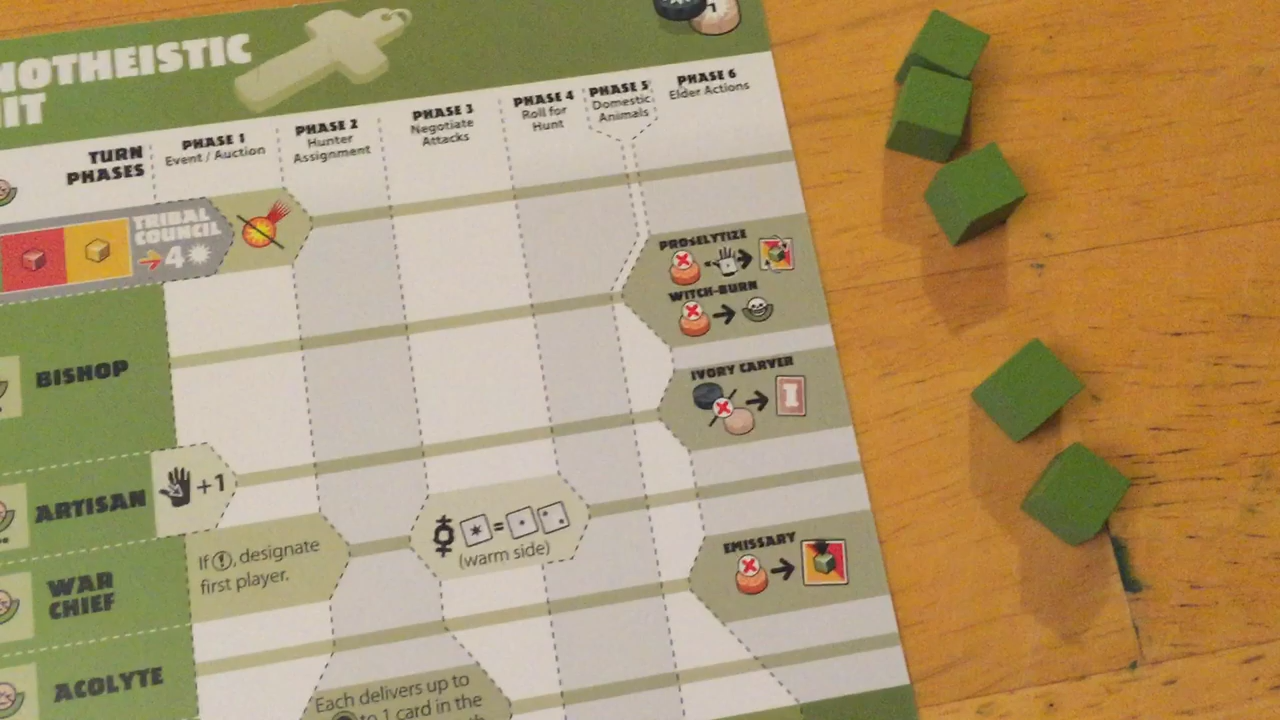 NOTHEISTIC
IT
TURN
PHASES
PHASE 1
Event / Auction
PHASE 2
Hunter
Assignment
PHASE 3
Negotiate
Attacks
PHASE 4
Roll for
Hunt
PHASE 5
Domestic
Animals
PHASE 6
Elder Actions
TRIBAL
COUNCIL
4
PROSELYTIZE
WITCH-BURN
BISHOP
IVORY CARVER
I
ARTISAN
+1
=
(warm side)
EMISSARY
If !, designate
first player.
WAR
CHIEF
ACOLYTE
Each delivers up to
to 1 card in the